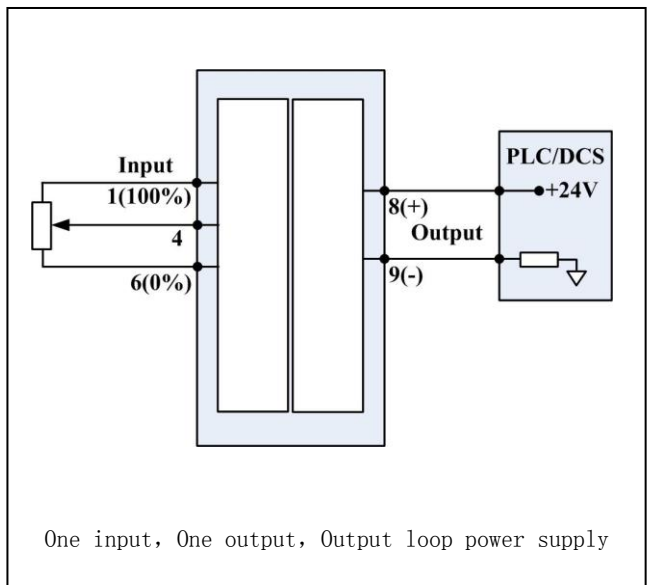 Input
1(100%)
4
6(0%)
8(+)
Output
9(-)
PLC/DCS
+24V
One input, One output, Output loop power supply